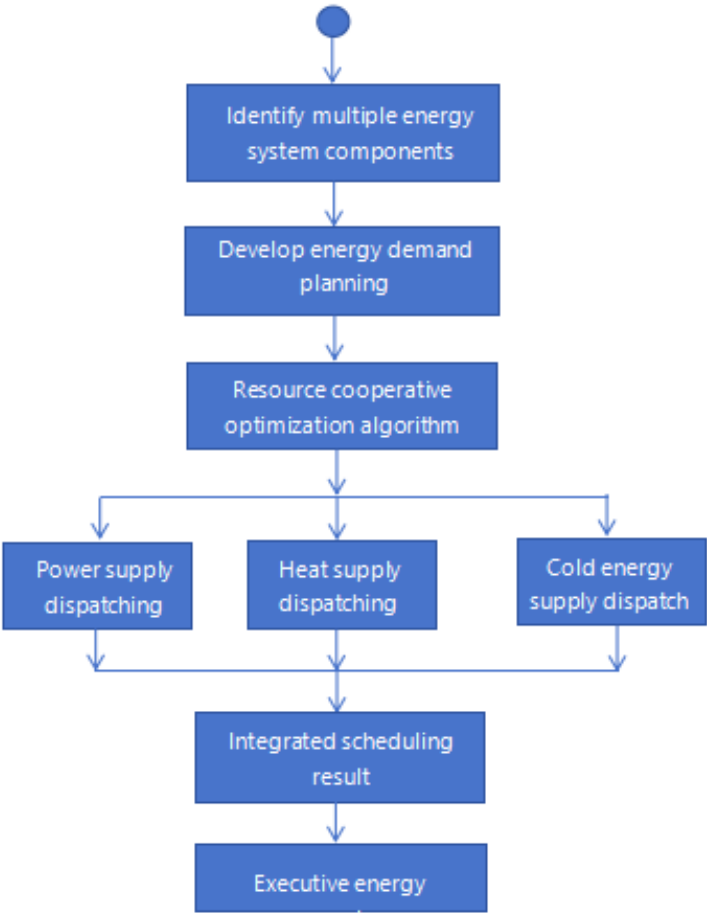 Identify multiple energy
system components
Develop energy demand
planning
Resource cooperative
optimization algorithm
Power supply
dispatching
Heat supply
dispatching
Cold energy
supply dispatch
Integrated scheduling
result
Executive energy